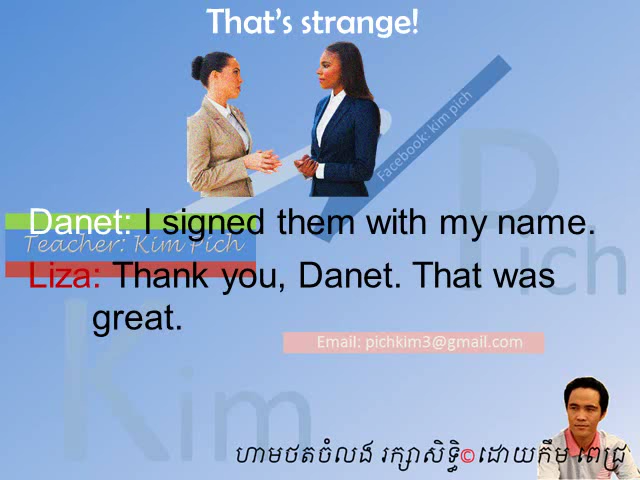 That's strange!
Facebook: kim pich
Danet: I signed them with my name.
Teacher: Kim Pich
Liza: Thank you, Danet. That was
great.
Email: pichkim3@gmail.com
Pich
Kim
ហាមថតចំលង រក្សាសិទ្ធិ©ដោយកឹម ពេជ្រ